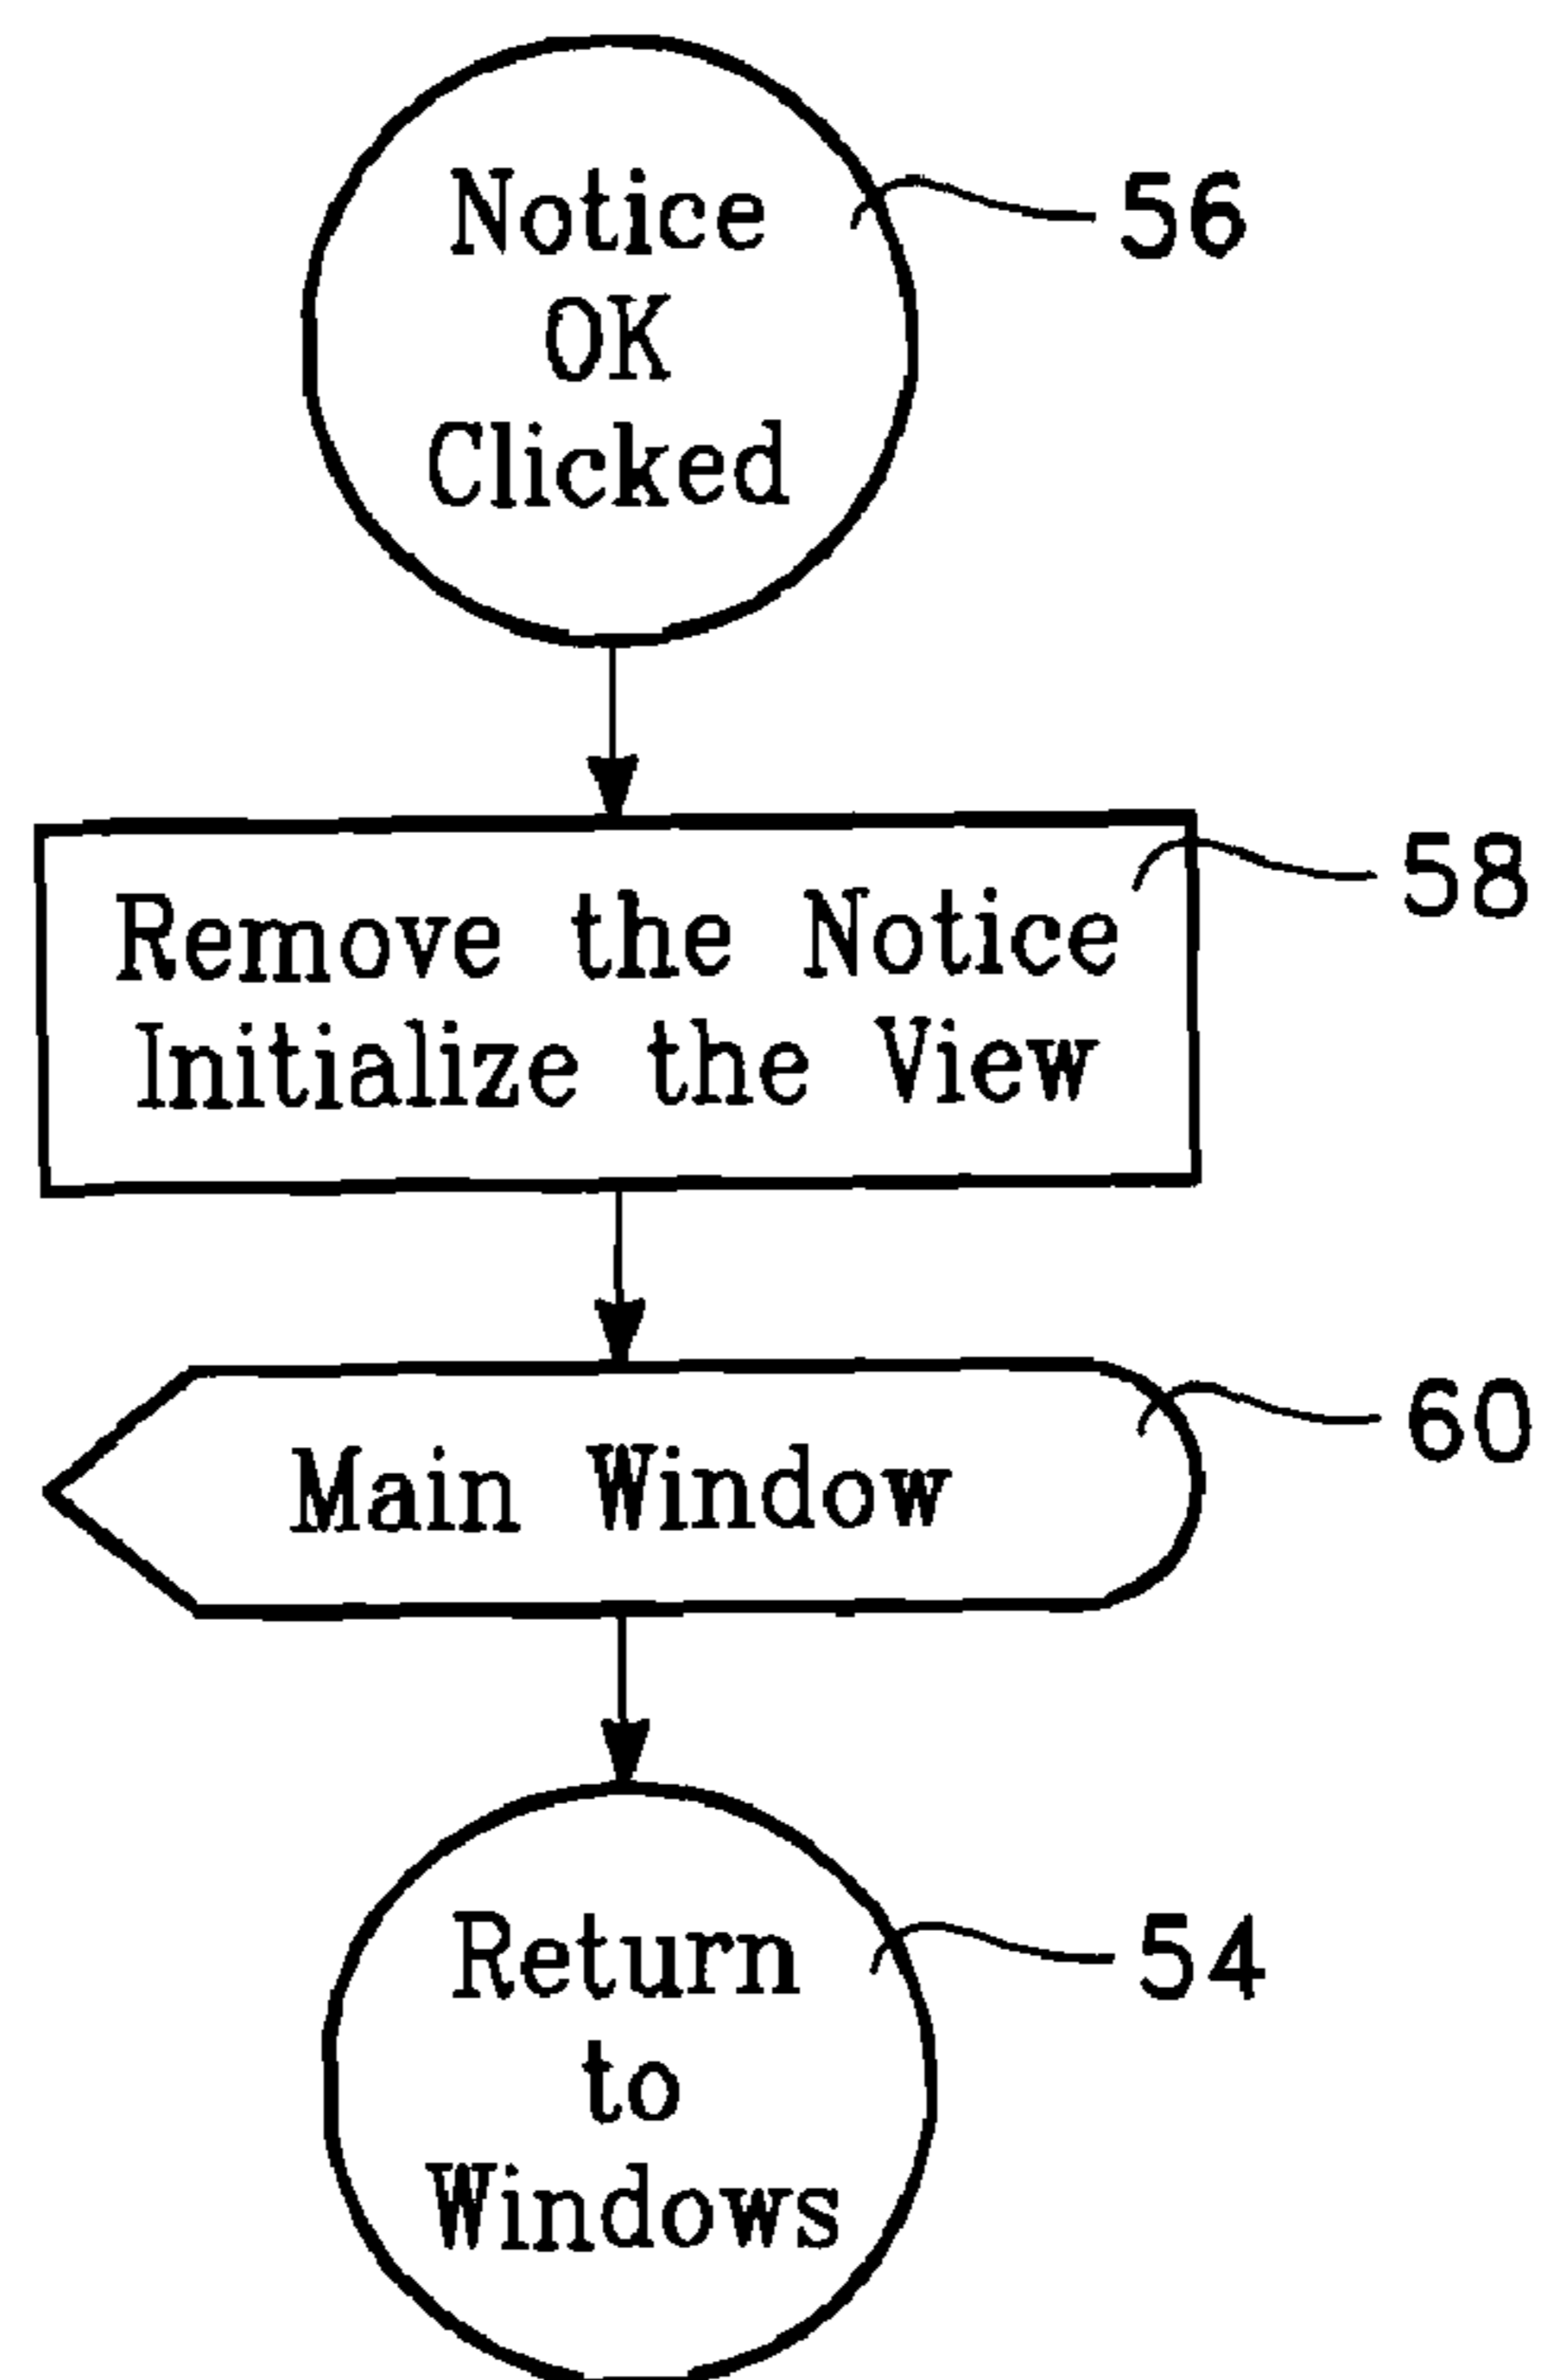 Notice
OK
Clicked
56
Remove the Notice
Initialize the View
58
Main Window
60
Return
to
Windows
54